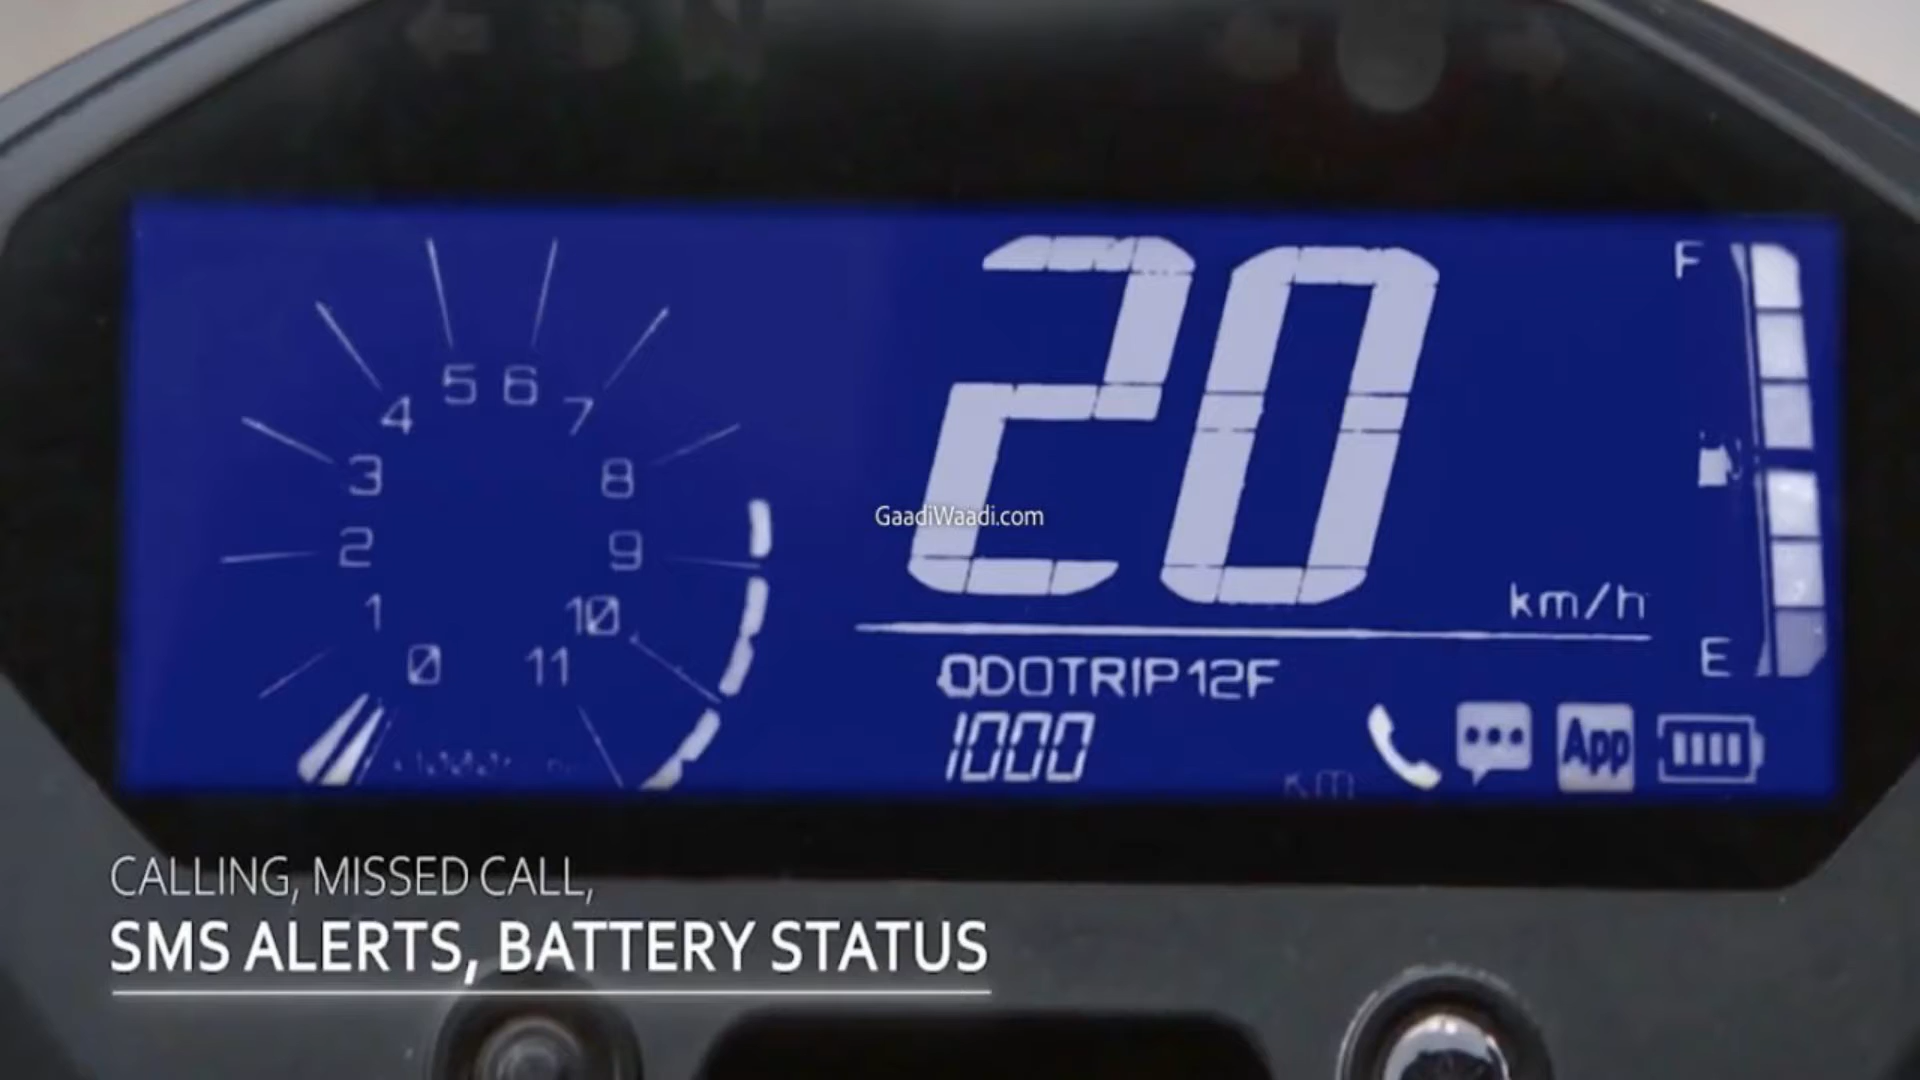 5 6
4 7
3 8
2 9
1 10
0 11
20
km/h
F
E
GaadiWaadi.com
ODOTRIP12F
1000
km
App
CALLING, MISSED CALL,
SMS ALERTS, BATTERY STATUS